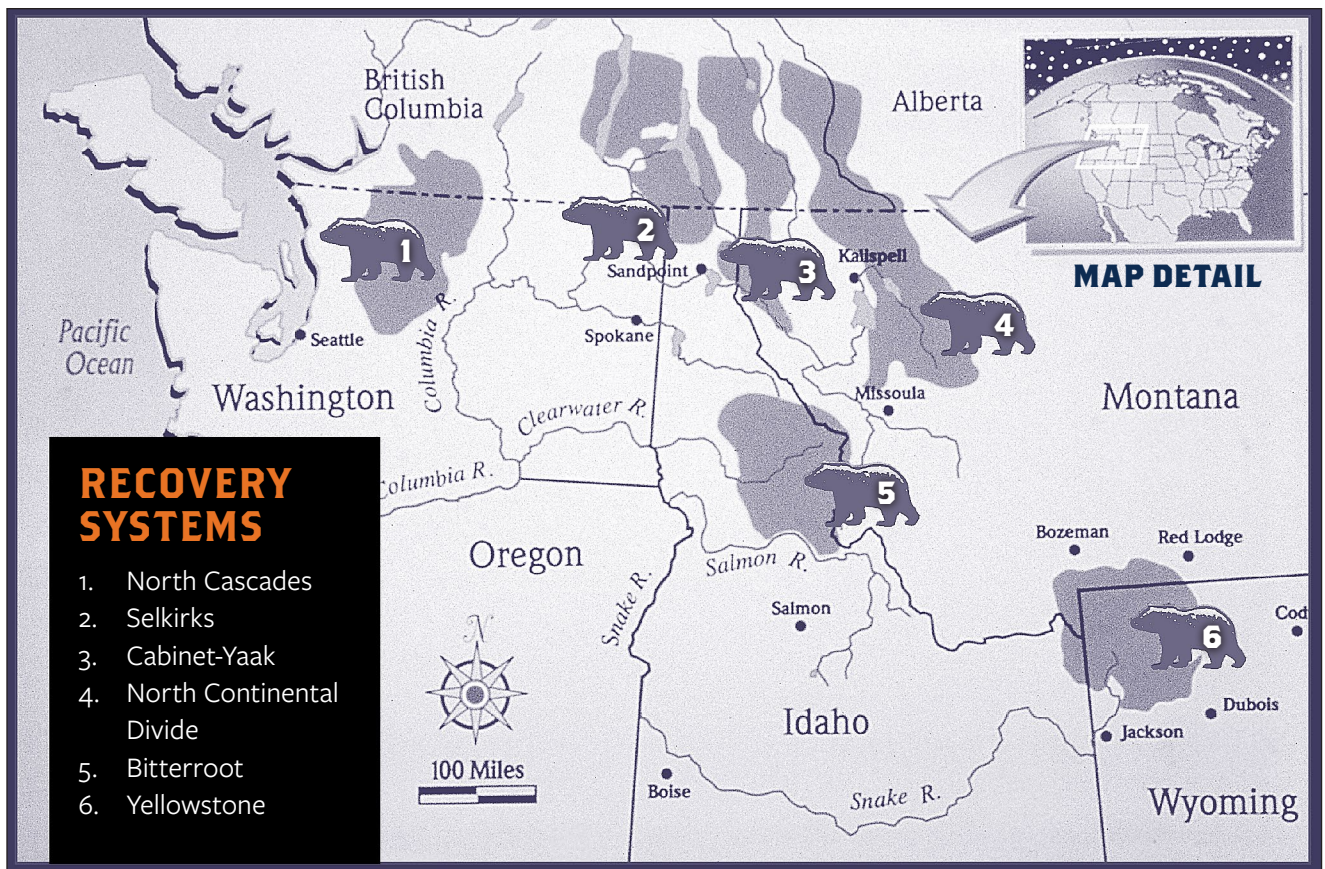 British
Columbia
Alberta
MAP DETAIL
1
2
3
4
5
6
Sandpoint
Kalispell
Pacific
Ocean
Seattle
Spokane
Columbia R.
Washington
Clearwater R.
Missoula
Montana
Columbia R.
Oregon
Snake R.
Salmon R.
Salmon
Bozeman
Red Lodge
Cod
Dubois
Jackson
Idaho
Wyoming
Boise
Snake R.
N
100 Miles
RECOVERY
SYSTEMS
1. North Cascades
2. Selkirks
3. Cabinet-Yaak
4. North Continental
Divide
5. Bitterroot
6. Yellowstone